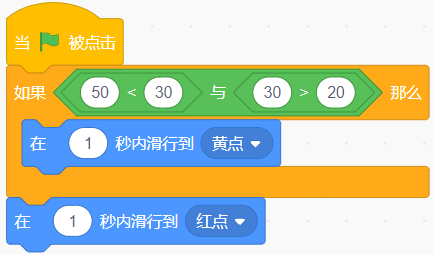 当 被点击
如果 50 < 30 与 30 > 20 那么
在 1 秒内滑行到 黄点
在 1 秒内滑行到 红点